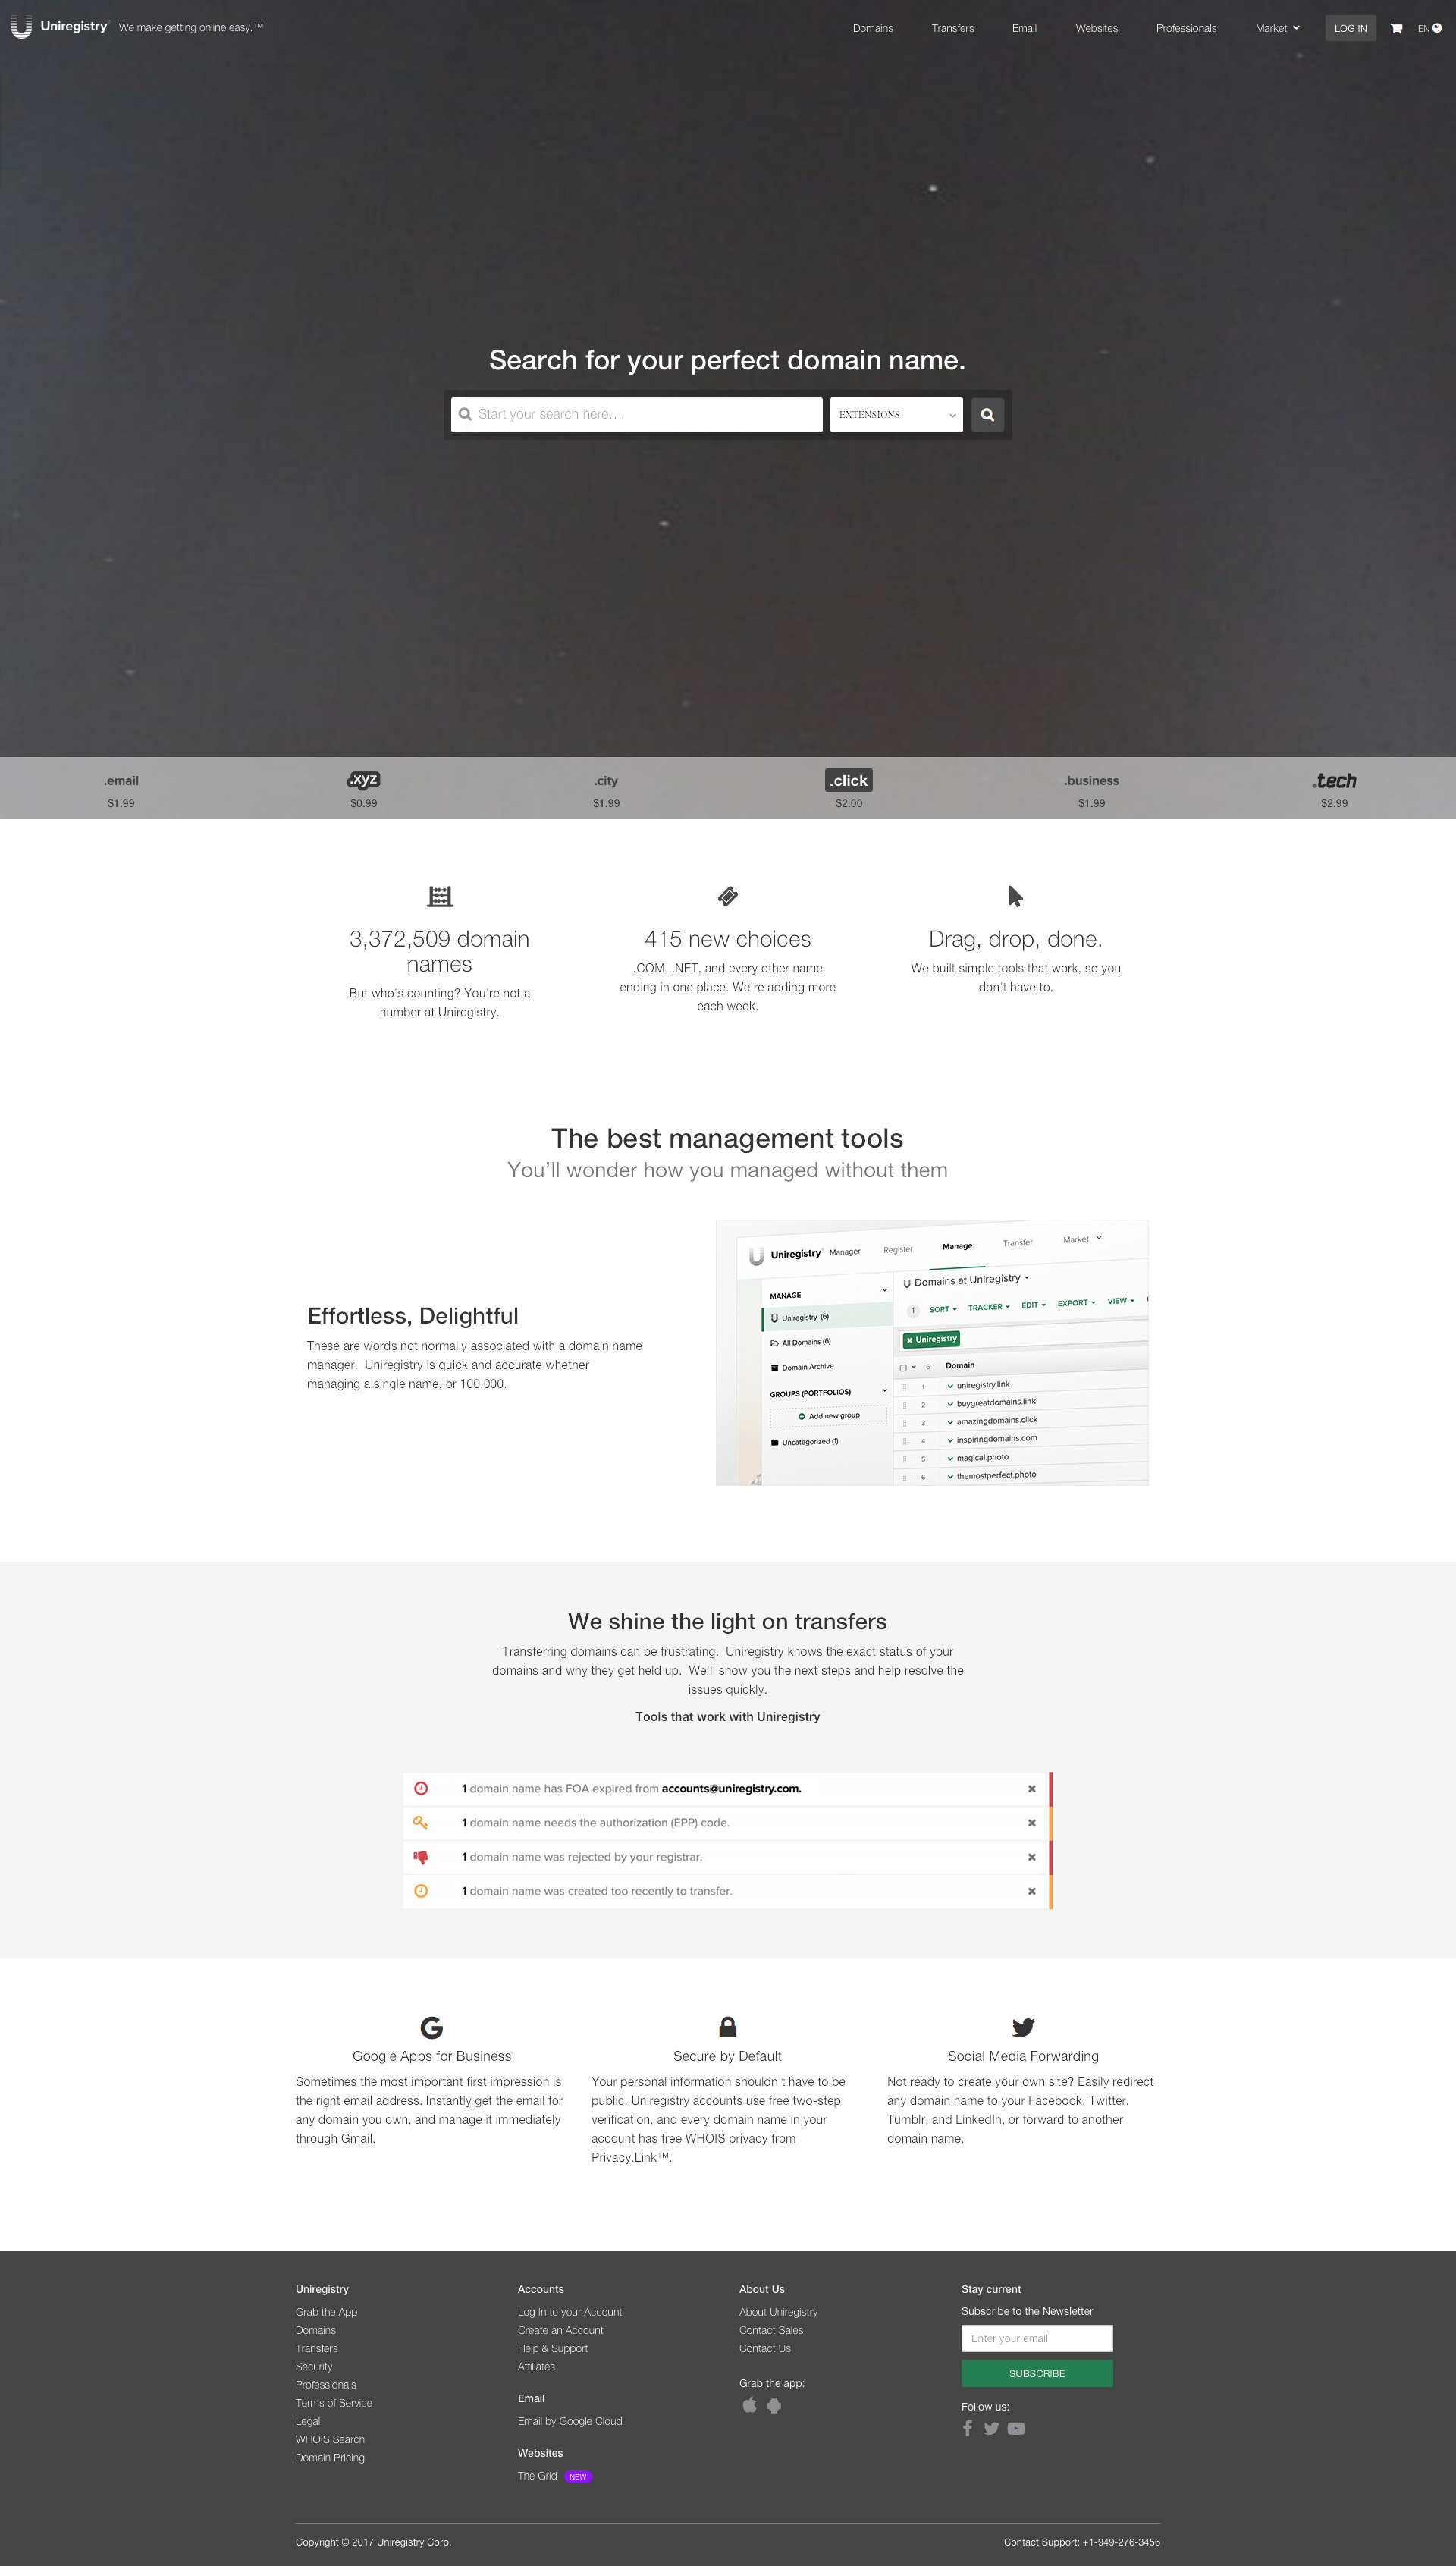 Uniregistry We make getting online easy.™
Domains Transfers Email Websites Professionals Market LOG IN EN
Search for your perfect domain name.
Start your search here... EXTENSIONS
.email .xyz .city .click .business .tech
$1.99 $0.99 $1.99 $2.00 $1.99 $2.99
3,372,509 domain
names
But who's counting? You're not a
number at Uniregistry.
415 new choices
.COM, .NET, and every other name
ending in one place. We're adding more
each week.
Drag, drop, done.
We built simple tools that work, so you
don't have to.
The best management tools
You'll wonder how you managed without them
Effortless, Delightful
These are words not normally associated with a domain name
manager. Uniregistry is quick and accurate whether
managing a single name, or 100,000.
Uniregistry Manager Register Manage Transfer Market
MANAGE
Uniregistry (6)
All Domains (6)
Domain Archive
GROUPS (PORTFOLIOS)
Add new group
Uncategorized (1)
Domains at Uniregistry
1 SORT TRACKER EDIT EXPORT VIEW
Uniregistry
6 Domain
1 uniregistry.link
2 buygreatdomains.link
3 amazingdomains.click
4 inspiringdomains.com
5 magical.photo
6 themostperfect.photo
We shine the light on transfers
Transferring domains can be frustrating. Uniregistry knows the exact status of your
domains and why they get held up. We'll show you the next steps and help resolve the
issues quickly.
Tools that work with Uniregistry
1 domain name has FOA expired from accounts@uniregistry.com.
1 domain name needs the authorization (EPP) code.
1 domain name was rejected by your registrar.
1 domain name was created too recently to transfer.
Google Apps for Business
Sometimes the most important first impression is
the right email address. Instantly get the email for
any domain you own, and manage it immediately
through Gmail.
Secure by Default
Your personal information shouldn't have to be
public. Uniregistry accounts use free two-step
verification, and every domain name in your
account has free WHOIS privacy from
Privacy.Link™.
Social Media Forwarding
Not ready to create your own site? Easily redirect
any domain name to your Facebook, Twitter,
Tumblr, and LinkedIn, or forward to another
domain name.
Uniregistry
Grab the App
Domains
Transfers
Security
Professionals
Terms of Service
Legal
WHOIS Search
Domain Pricing
Accounts
Log In to your Account
Create an Account
Help & Support
Affiliates
Email
Email by Google Cloud
Websites
The Grid NEW
About Us
About Uniregistry
Contact Sales
Contact Us
Grab the app:
Stay current
Subscribe to the Newsletter
Enter your email
SUBSCRIBE
Follow us:
Copyright © 2017 Uniregistry Corp.
Contact Support: +1-949-276-3456